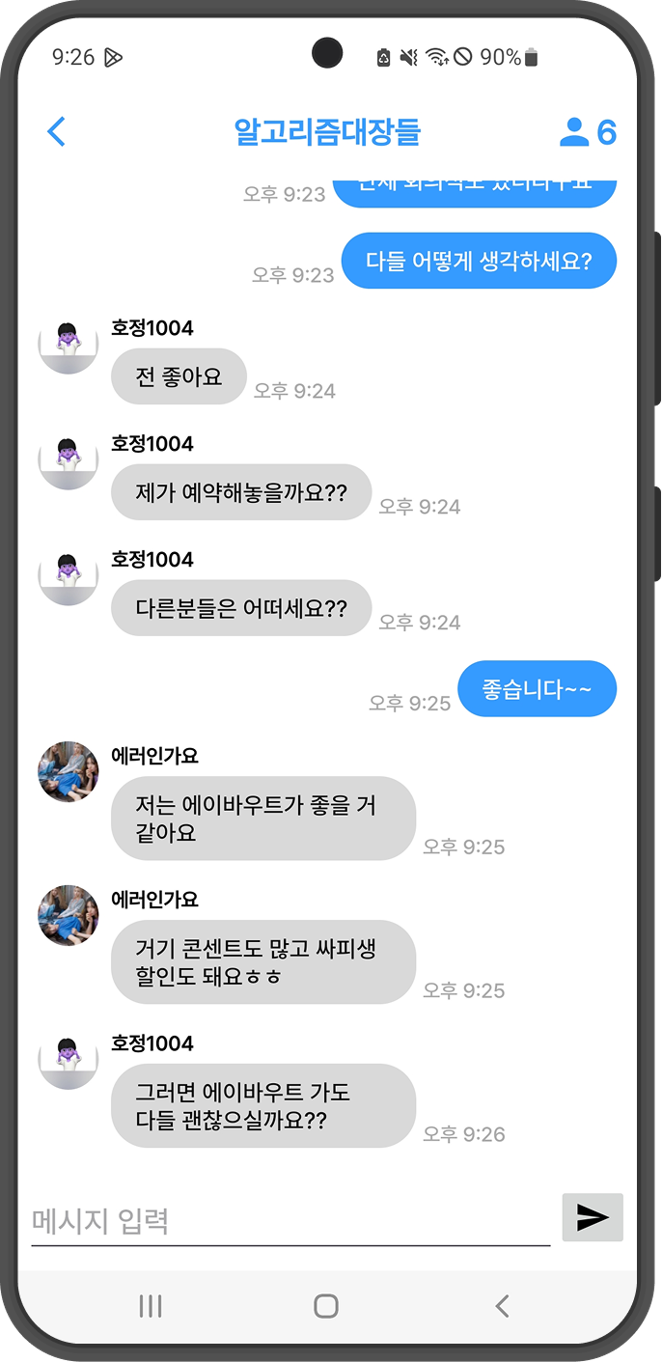 9:26
90%
알고리즘대장들
6
오후 9:23
오후 9:23
다들 어떻게 생각하세요?
호정1004
전 좋아요
오후 9:24
호정1004
제가 예약해놓을까요??
오후 9:24
호정1004
다른분들은 어떠세요??
오후 9:24
좋습니다~~
오후 9:25
에러인가요
저는 에이바우트가 좋을 거
같아요
오후 9:25
에러인가요
거기 콘센트도 많고 싸피생
할인도 돼요ㅎㅎ
오후 9:25
호정1004
그러면 에이바우트 가도
다들 괜찮으실까요??
오후 9:26
메시지 입력